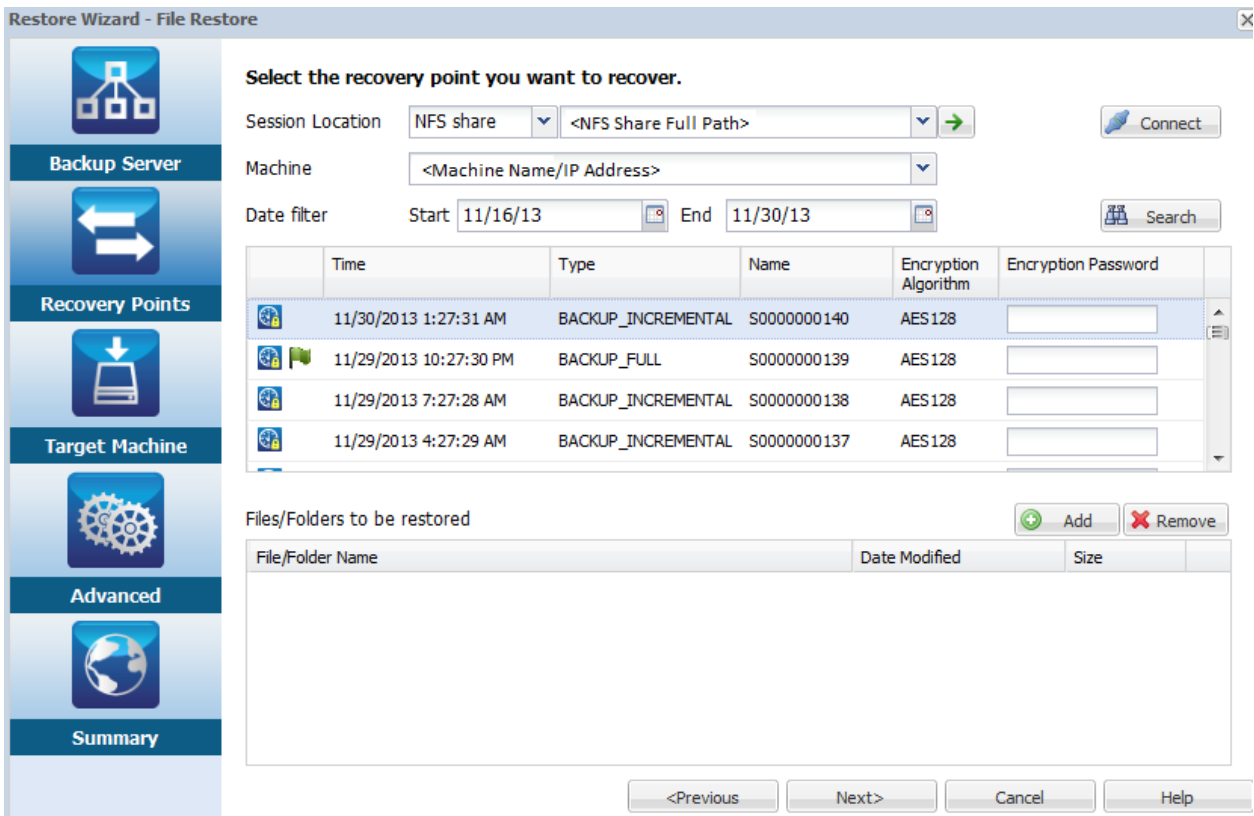 Restore Wizard - File Restore
Backup Server
Recovery Points
Target Machine
Advanced
Summary
Select the recovery point you want to recover.
Session Location NFS share <NFS Share Full Path> Connect
Machine <Machine Name/IP Address>
Date filter Start 11/16/13 End 11/30/13 Search
Time Type Name Encryption Algorithm Encryption Password
11/30/2013 1:27:31 AM BACKUP_INCREMENTAL S0000000140 AES128
11/29/2013 10:27:30 PM BACKUP_FULL S0000000139 AES128
11/29/2013 7:27:28 AM BACKUP_INCREMENTAL S0000000138 AES128
11/29/2013 4:27:29 AM BACKUP_INCREMENTAL S0000000137 AES128
Files/Folders to be restored Add Remove
File/Folder Name Date Modified Size
<Previous Next> Cancel Help